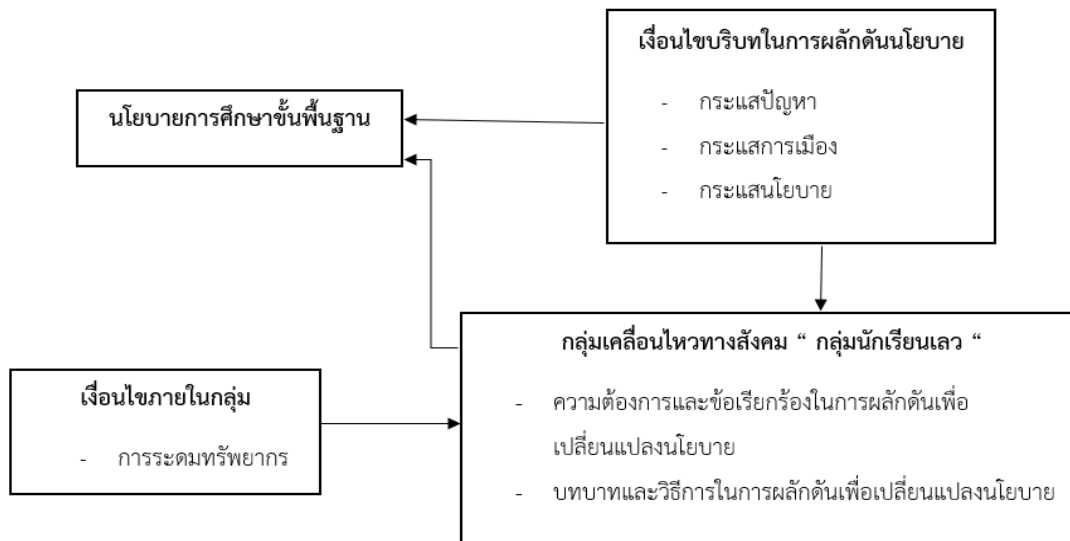 เงื่อนไขบริบทในการผลักดันนโยบาย
- กระแสปัญหา
- กระแสการเมือง
- กระแสนโยบาย
นโยบายการศึกษาขั้นพื้นฐาน
กลุ่มเคลื่อนไหวทางสังคม “ กลุ่มนักเรียนเลว “
- ความต้องการและข้อเรียกร้องในการผลักดันเพื่อ
เปลี่ยนแปลงนโยบาย
- บทบาทและวิธีการในการผลักดันเพื่อเปลี่ยนแปลงนโยบาย
เงื่อนไขภายในกลุ่ม
- การระดมทรัพยากร